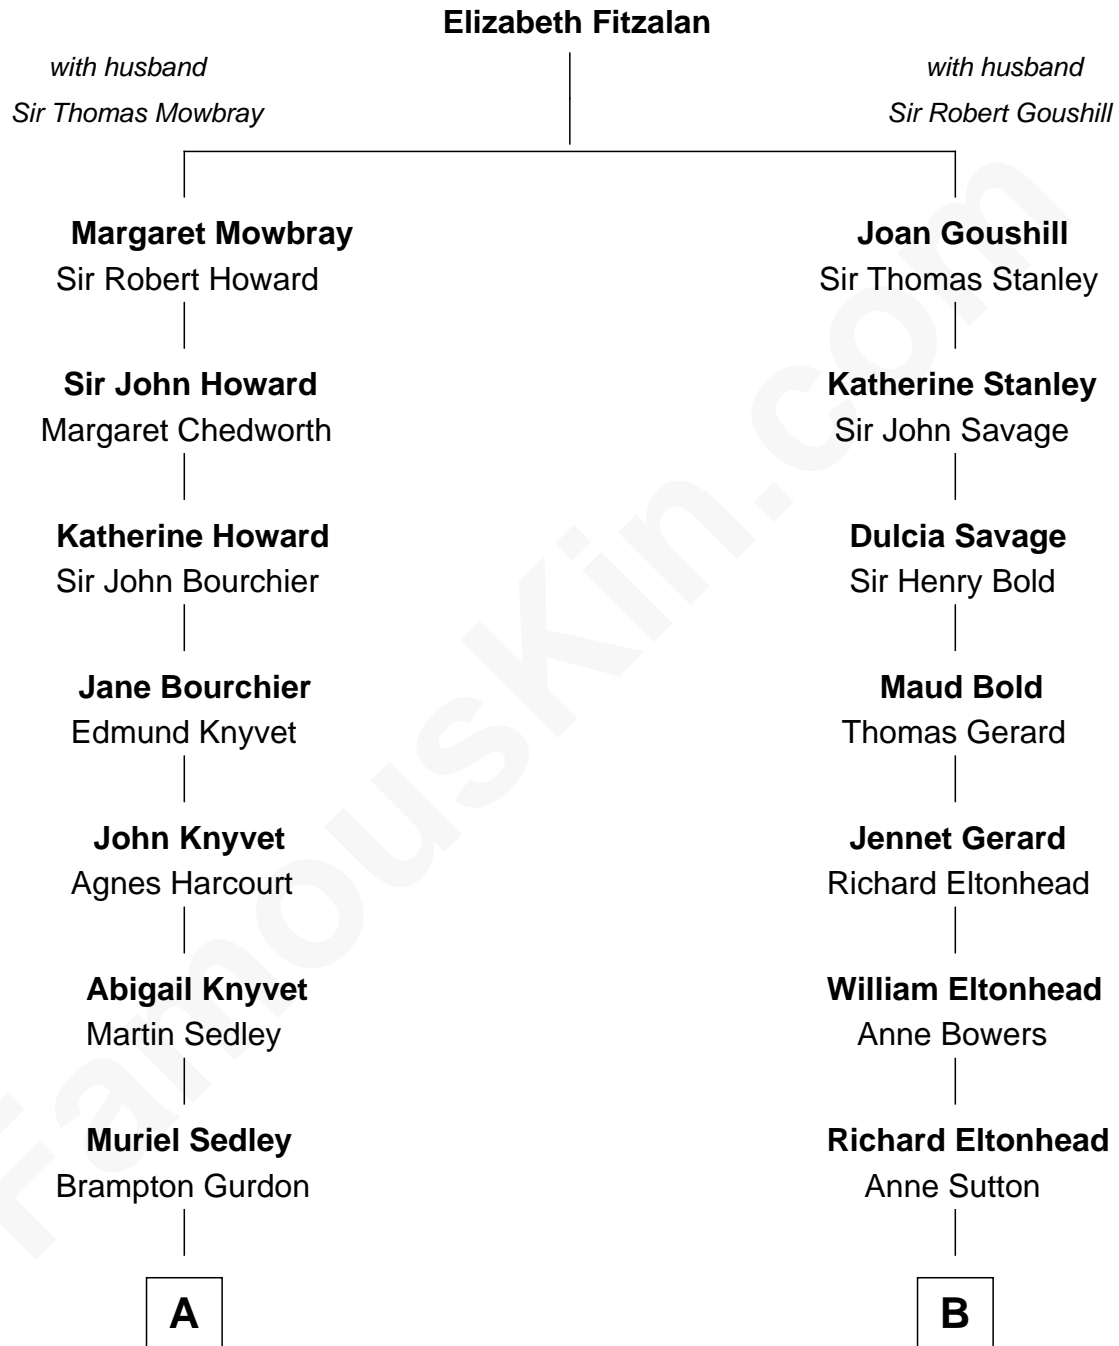 Elizabeth Fitzalan
with husband
Sir Thomas Mowbray
with husband
Sir Robert Goushill
Margaret Mowbray
Sir Robert Howard
Joan Goushill
Sir Thomas Stanley
Sir John Howard
Margaret Chedworth
Katherine Stanley
Sir John Savage
Katherine Howard
Sir John Bourchier
Dulcia Savage
Sir Henry Bold
Jane Bourchier
Edmund Knyvet
Maud Bold
Thomas Gerard
John Knyvet
Agnes Harcourt
Jennet Gerard
Richard Eltonhead
Abigail Knyvet
Martin Sedley
William Eltonhead
Anne Bowers
Muriel Sedley
Brampton Gurdon
Richard Eltonhead
Anne Sutton
A
B
FamousKin.com